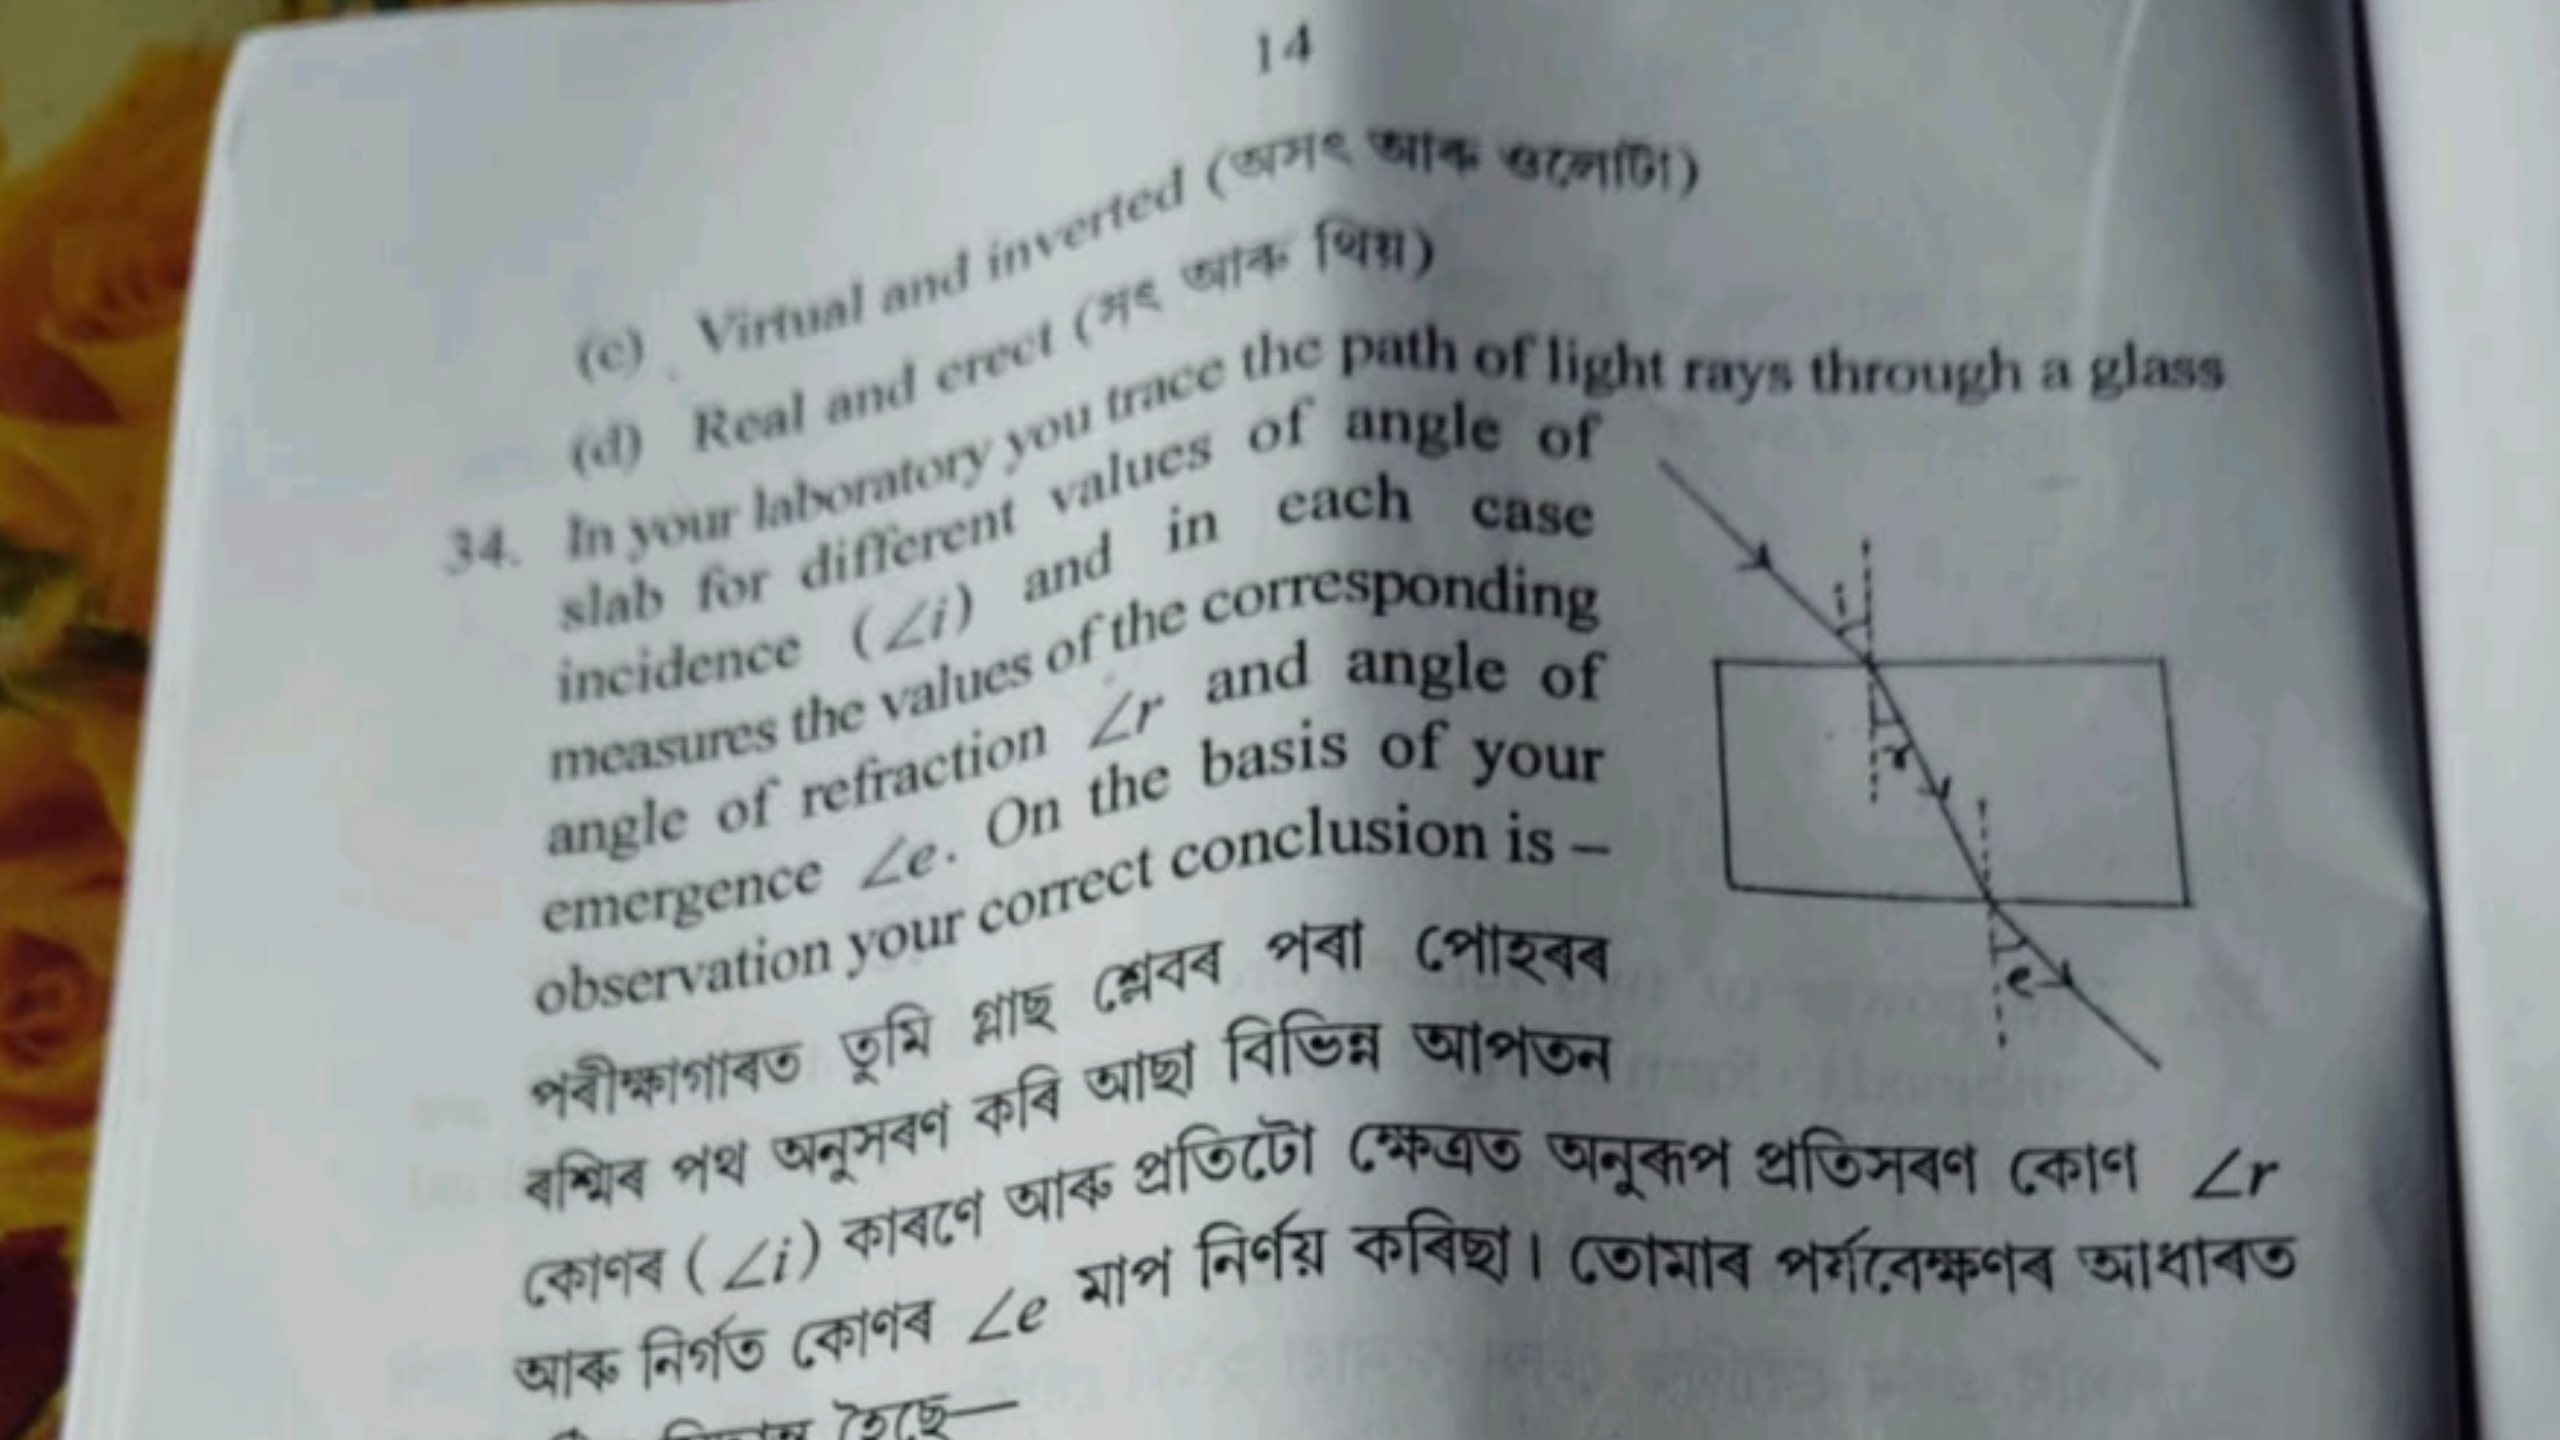 14
(c) Virtual and inverted (অসৎ আৰু ওলোটা)
(d) Real and erect (সৎ আৰু থিয়)
34. In your laboratory you trace the path of light rays through a glass
slab for different values of angle of
incidence (∠i) and in each case
measures the values of the corresponding
angle of refraction ∠r and angle of
emergence ∠e. On the basis of your
observation your correct conclusion is –
i
r
e
পৰীক্ষাগাৰত তুমি গ্লাছ শ্লেবৰ পৰা পোহৰৰ
ৰশ্মিৰ পথ অনুসৰণ কৰি আছা বিভিন্ন আপতন
কোণৰ (∠i) কাৰণে আৰু প্ৰতিটো ক্ষেত্ৰত অনুৰূপ প্ৰতিসৰণ কোণ ∠r
আৰু নিৰ্গত কোণৰ ∠e মাপ নিৰ্ণয় কৰিছা। তোমাৰ পৰ্যবেক্ষণৰ আধাৰত
হৈছে—